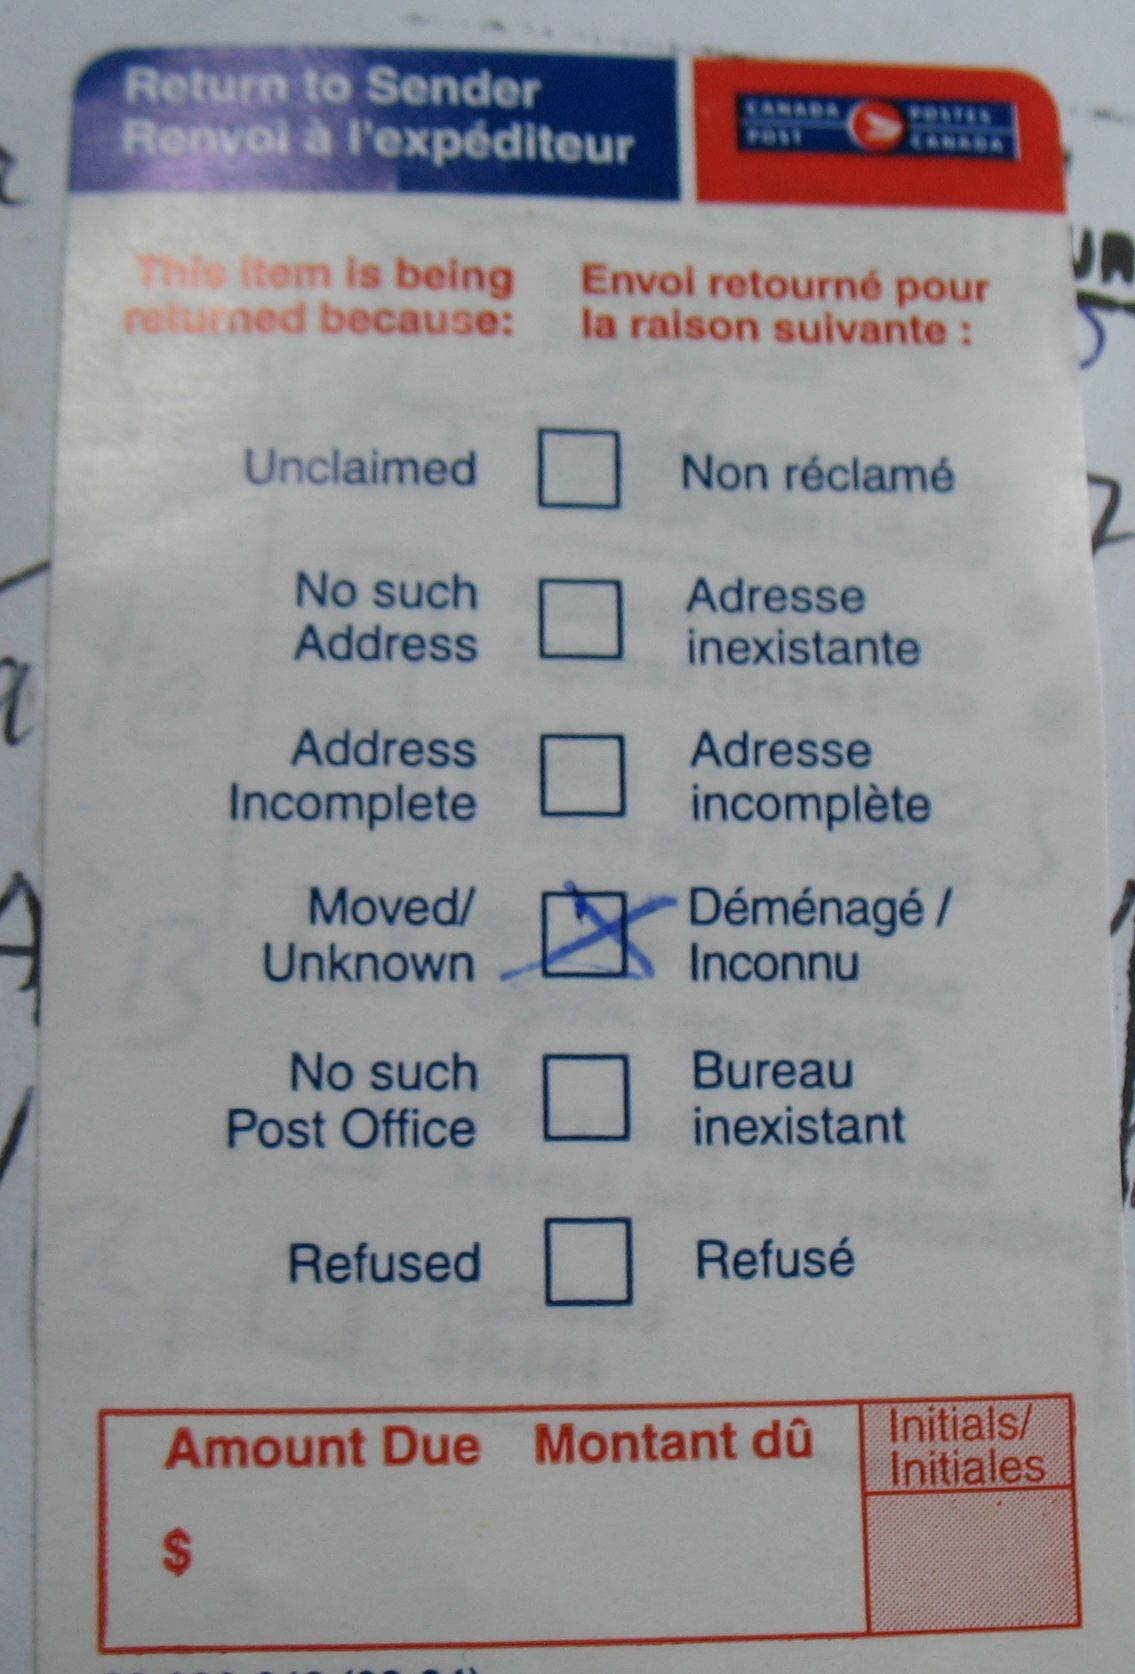 Return to Sender
Renvoi à l'expéditeur
CANADA POSTES
POST CANADA
This item is being
returned because:
Envoi retourné pour
la raison suivante :
Unclaimed
Non réclamé
No such
Address
Adresse
inexistante
Address
Incomplete
Adresse
incomplète
Moved/
Unknown
Déménagé /
Inconnu
No such
Post Office
Bureau
inexistant
Refused
Refusé
Amount Due Montant dû
Initials/
Initiales
$